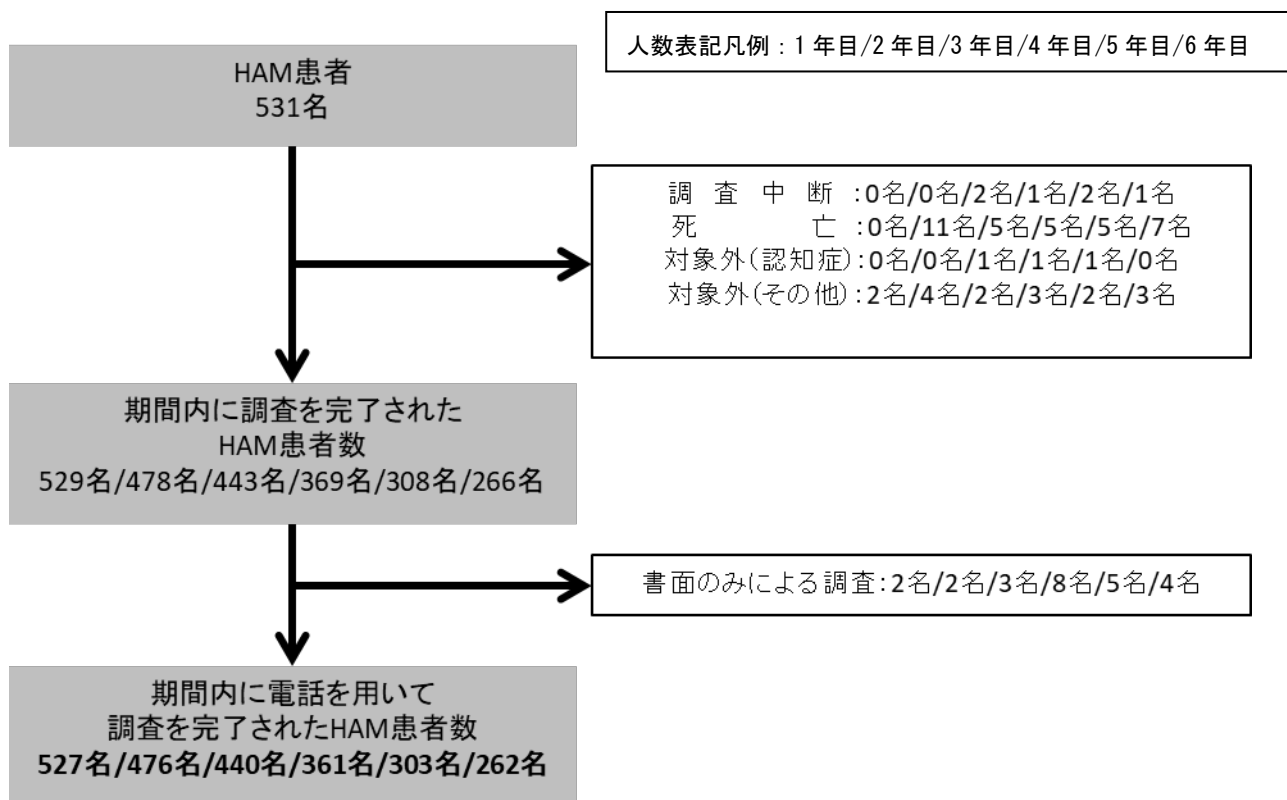 人数表記凡例：1年目/2年目/3年目/4年目/5年目/6年目
HAM患者
531名
調査中断:0名/0名/2名/1名/2名/1名
死亡:0名/11名/5名/5名/5名/7名
対象外(認知症):0名/0名/1名/1名/1名/0名
対象外(その他):2名/4名/2名/3名/2名/3名
期間内に調査を完了された
HAM患者数
529名/478名/443名/369名/308名/266名
書面のみによる調査:2名/2名/3名/8名/5名/4名
期間内に電話を用いて
調査を完了されたHAM患者数
527名/476名/440名/361名/303名/262名